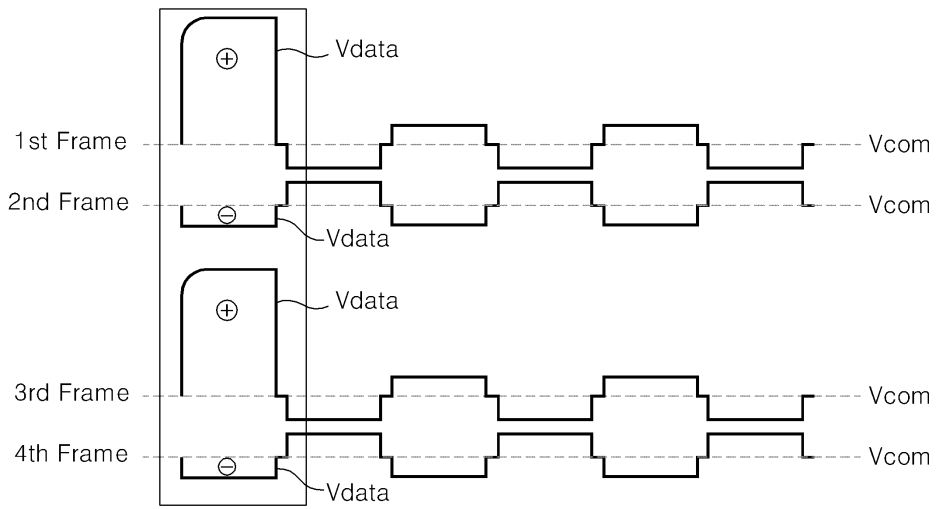 Vdata
⊕
1st Frame
Vcom
2nd Frame
⊖
Vcom
Vdata
Vdata
⊕
3rd Frame
Vcom
4th Frame
⊖
Vcom
Vdata